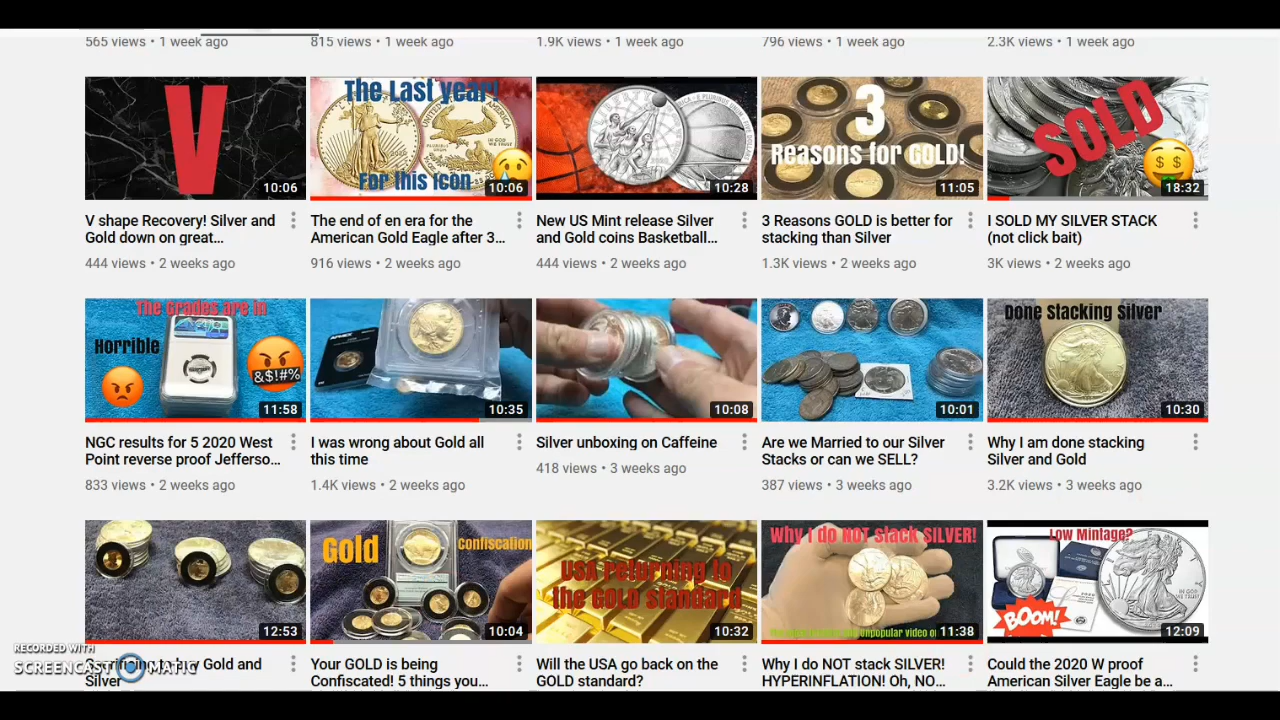 565 views • 1 week ago
815 views • 1 week ago
1.9K views • 1 week ago
796 views • 1 week ago
2.3K views • 1 week ago
V
10:06
The Last year!
For this icon
10:06
10:28
3
Reasons for GOLD!
11:05
SOLD
18:32
V shape Recovery! Silver and
Gold down on great...
444 views • 2 weeks ago
The end of en era for the
American Gold Eagle after 3...
916 views • 2 weeks ago
New US Mint release Silver
and Gold coins Basketball...
444 views • 2 weeks ago
3 Reasons GOLD is better for
stacking than Silver
1.3K views • 2 weeks ago
I SOLD MY SILVER STACK
(not click bait)
3K views • 2 weeks ago
The Grades are in
Horrible
&$!#%
11:58
10:35
10:08
10:01
Done Stacking Silver
10:30
NGC results for 5 2020 West
Point reverse proof Jefferso...
833 views • 2 weeks ago
I was wrong about Gold all
this time
1.4K views • 2 weeks ago
Silver unboxing on Caffeine
418 views • 3 weeks ago
Are we Married to our Silver
Stacks or can we SELL?
387 views • 3 weeks ago
Why I am done stacking
Silver and Gold
3.2K views • 3 weeks ago
12:53
Gold
Confiscation
10:04
USA returning to
the GOLD standard
10:32
Why I do NOT stack SILVER!
unpopular video
11:38
Low Mintage?
BOOM!
12:09
RECORDED WITH
SCREENCAST MATIC
Gold and
Silver
Your GOLD is being
Confiscated! 5 things you...
Will the USA go back on the
GOLD standard?
Why I do NOT stack SILVER!
HYPERINFLATION! Oh, NO...
Could the 2020 W proof
American Silver Eagle be a...